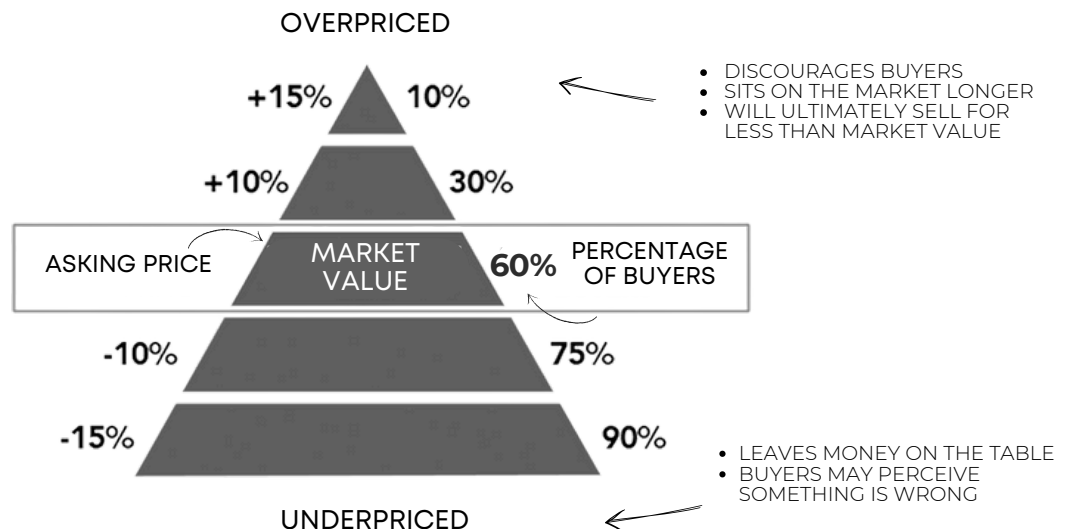 OVERPRICED
+15% 10%
• DISCOURAGES BUYERS
• SITS ON THE MARKET LONGER
• WILL ULTIMATELY SELL FOR
LESS THAN MARKET VALUE
+10% 30%
ASKING PRICE
MARKET
VALUE
60%
PERCENTAGE
OF BUYERS
-10% 75%
-15% 90%
• LEAVES MONEY ON THE TABLE
• BUYERS MAY PERCEIVE
SOMETHING IS WRONG
UNDERPRICED